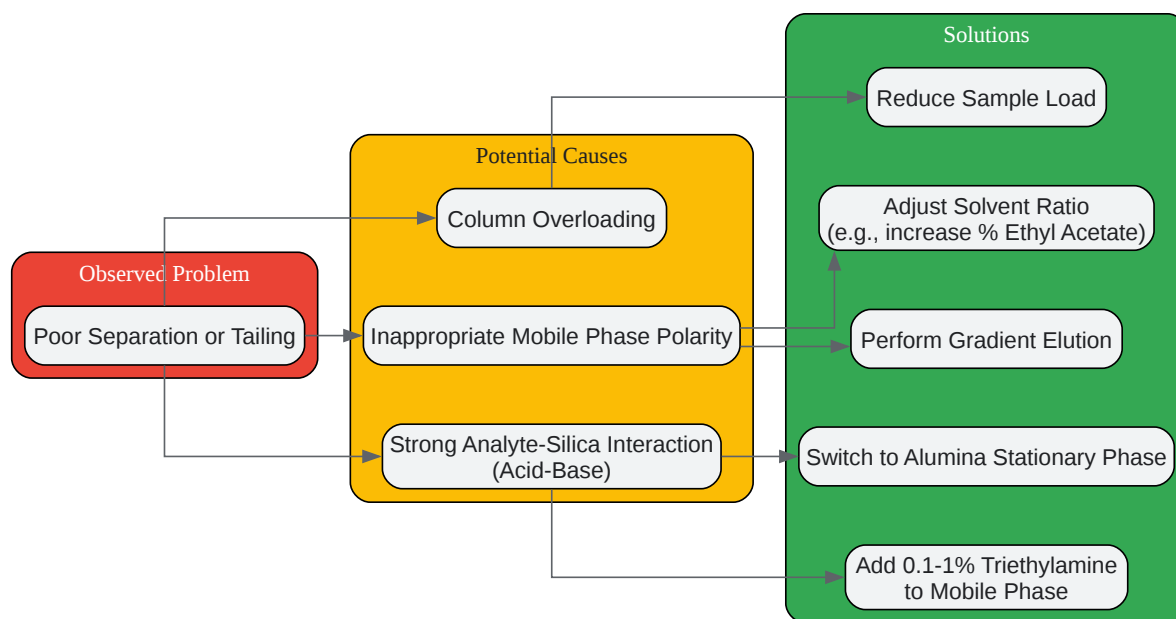 Observed Problem
Poor Separation or Tailing
Potential Causes
Column Overloading
Inappropriate Mobile Phase Polarity
Strong Analyte-Silica Interaction
(Acid-Base)
Solutions
Reduce Sample Load
Adjust Solvent Ratio
(e.g., increase % Ethyl Acetate)
Perform Gradient Elution
Switch to Alumina Stationary Phase
Add 0.1-1% Triethylamine
to Mobile Phase